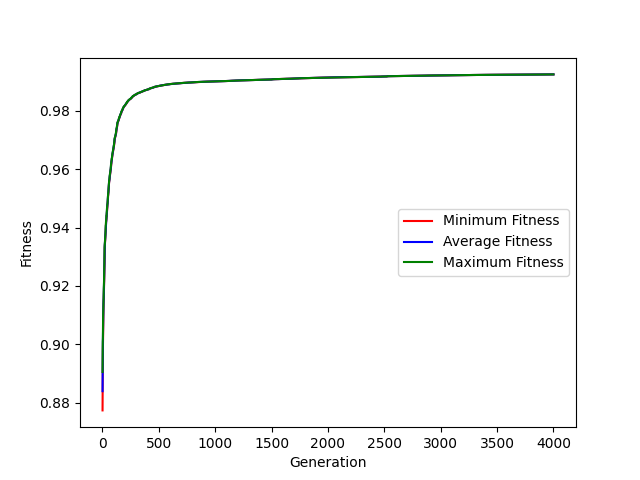 0.98
0.96
0.94
0.92
0.90
0.88
Fitness
Minimum Fitness
Average Fitness
Maximum Fitness
0 500 1000 1500 2000 2500 3000 3500 4000
Generation